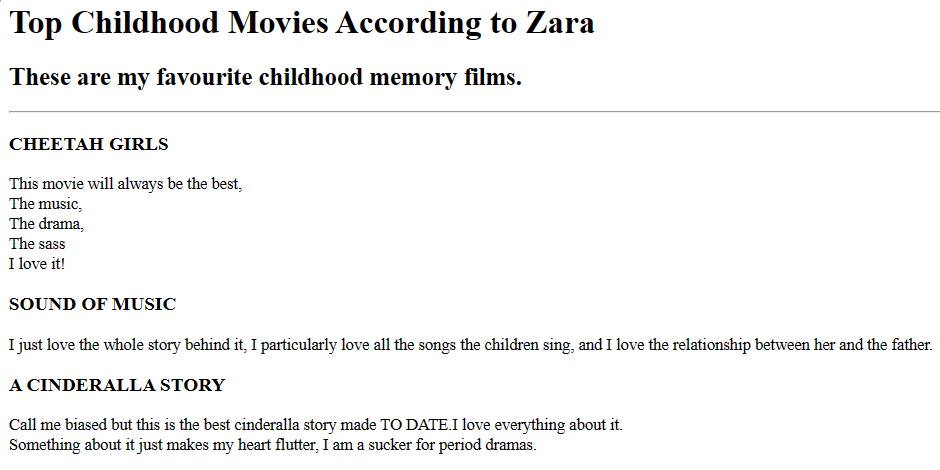 Top Childhood Movies According to Zara
These are my favourite childhood memory films.
CHEETAH GIRLS
This movie will always be the best,
The music,
The drama,
The sass
I love it!
SOUND OF MUSIC
I just love the whole story behind it, I particularly love all the songs the children sing, and I love the relationship between her and the father.
A CINDERALLA STORY
Call me biased but this is the best cinderalla story made TO DATE.I love everything about it.
Something about it just makes my heart flutter, I am a sucker for period dramas.